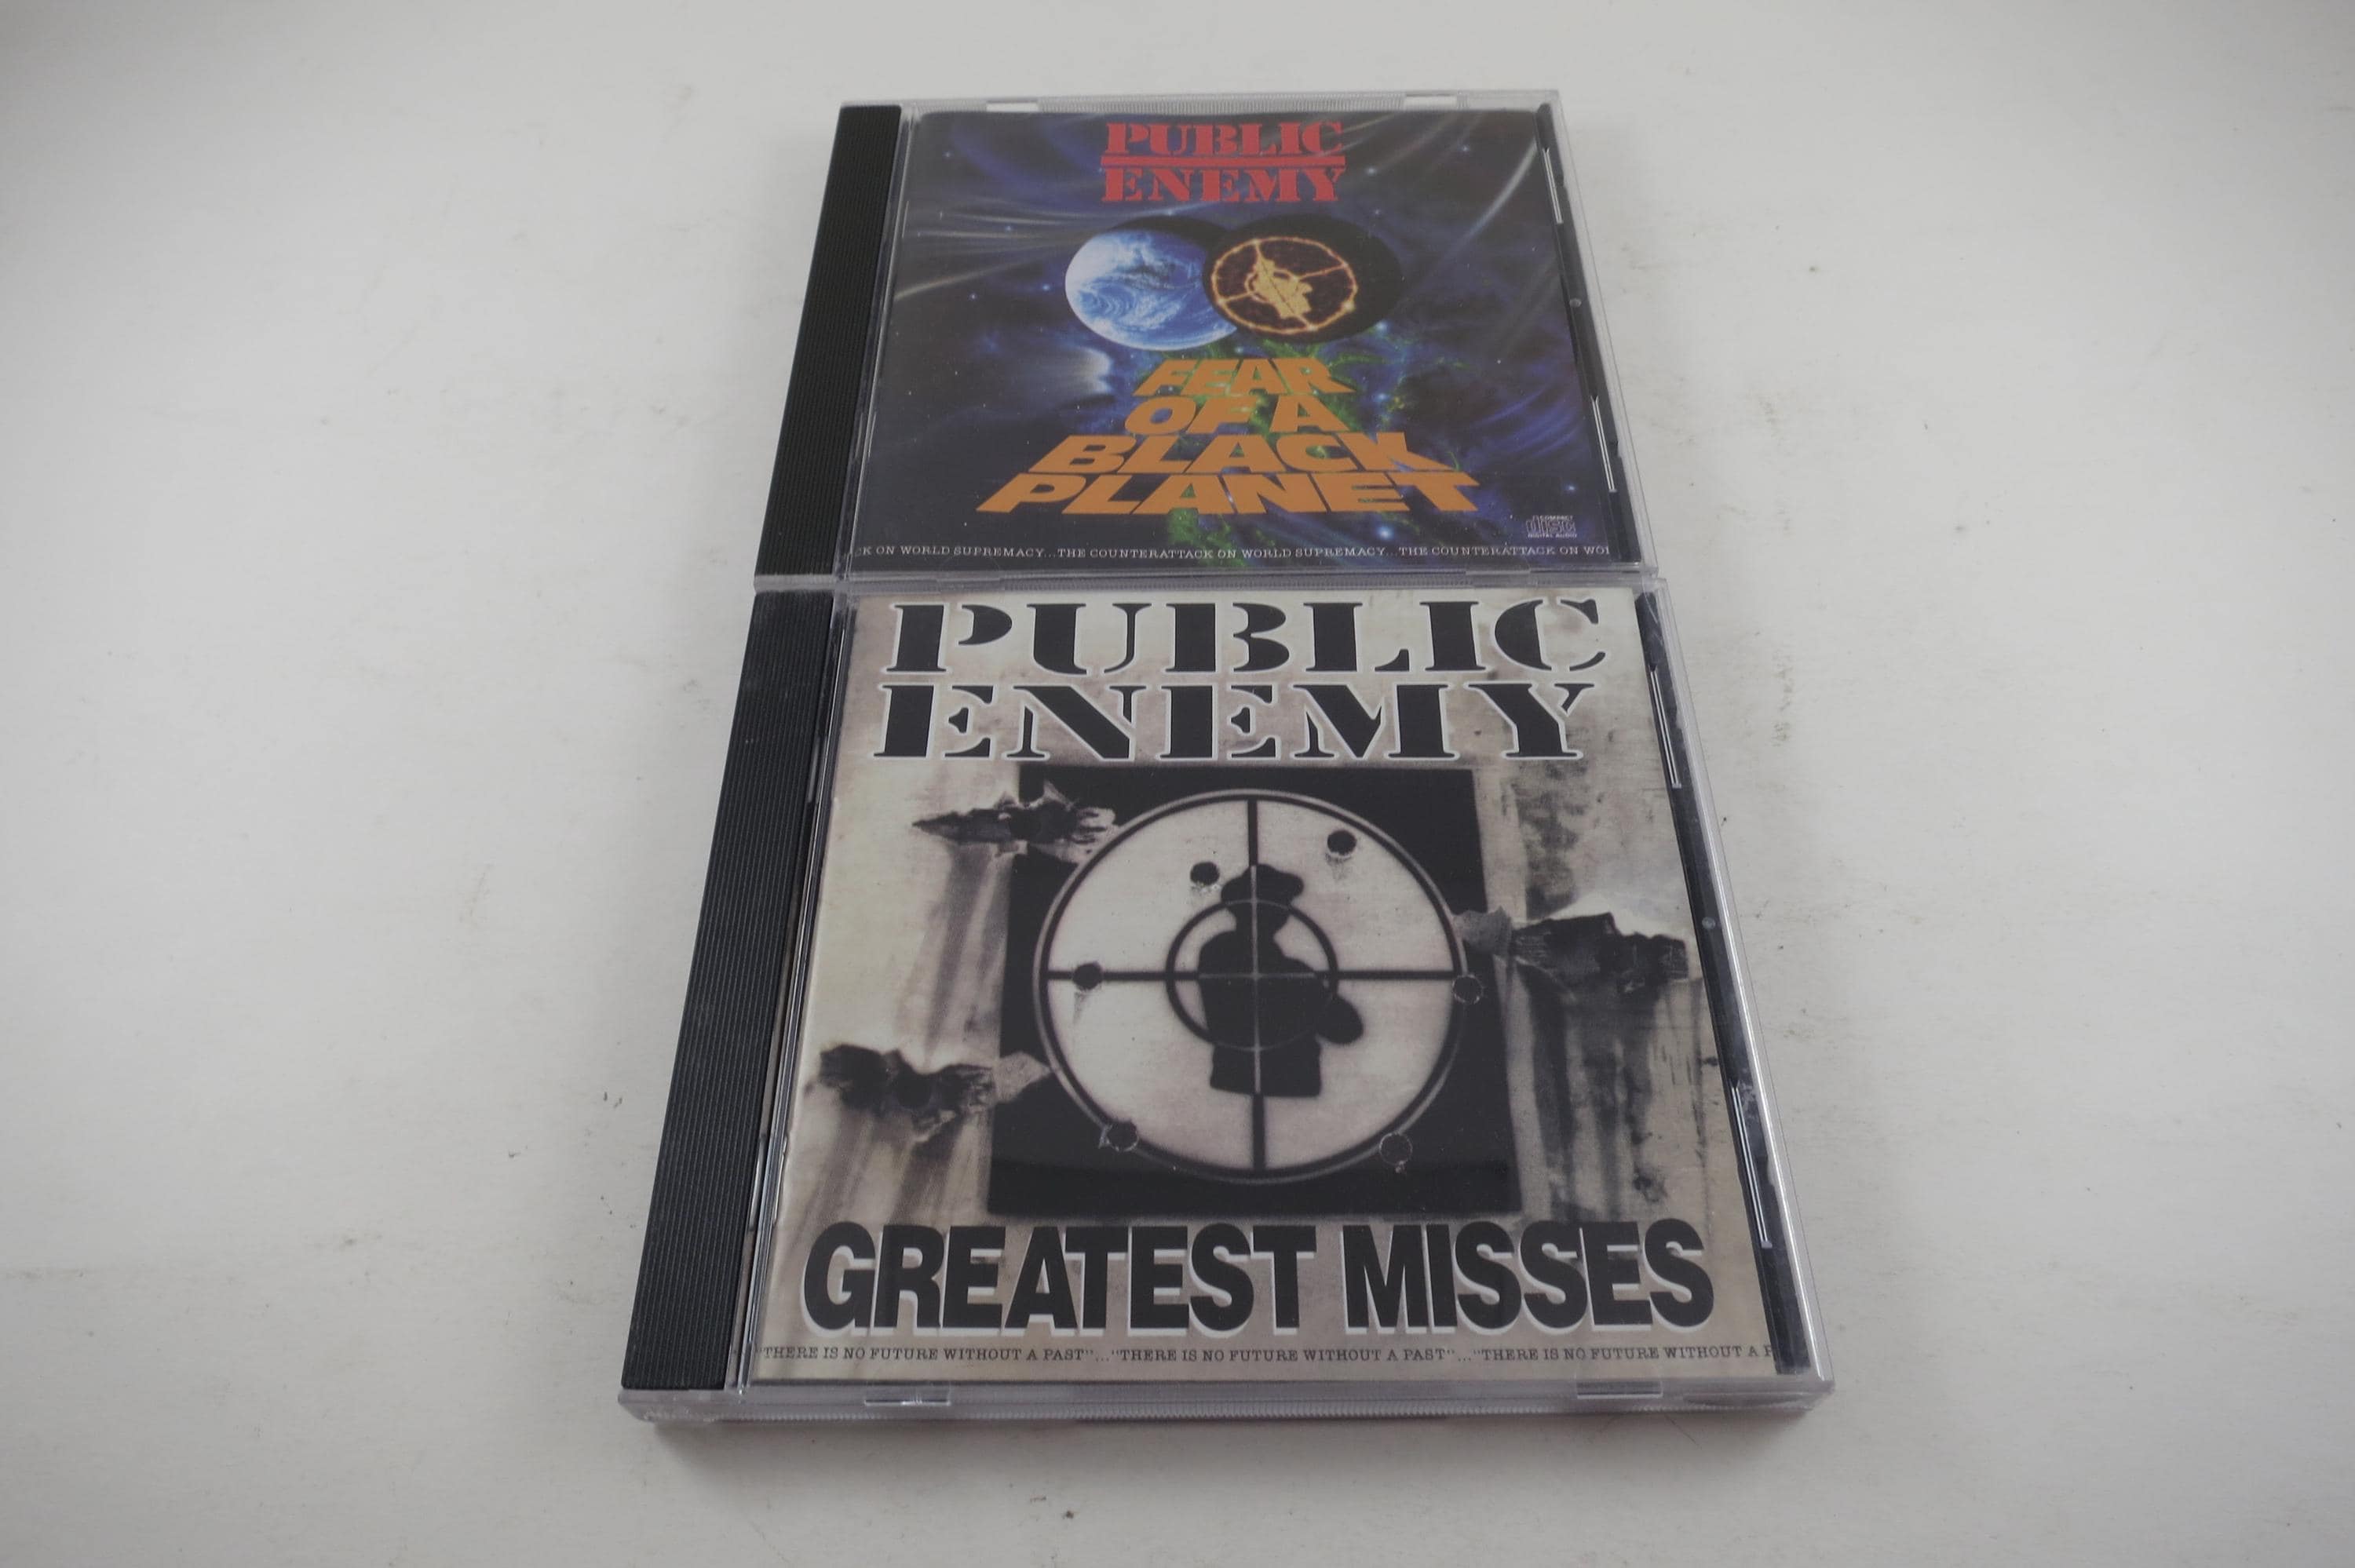 PUBLIC
ENEMY
FEAR
OF A
BLACK
PLANET
COMPACT
disc
DIGITAL AUDIO
CK ON WORLD SUPREMACY...THE COUNTERATTACK ON WORLD SUPREMACY...THE COUNTERATTACK ON WOR
PUBLIC
ENEMY
GREATEST MISSES
"THERE IS NO FUTURE WITHOUT A PAST"..."THERE IS NO FUTURE WITHOUT A PAST"..."THERE IS NO FUTURE WITHOUT A P